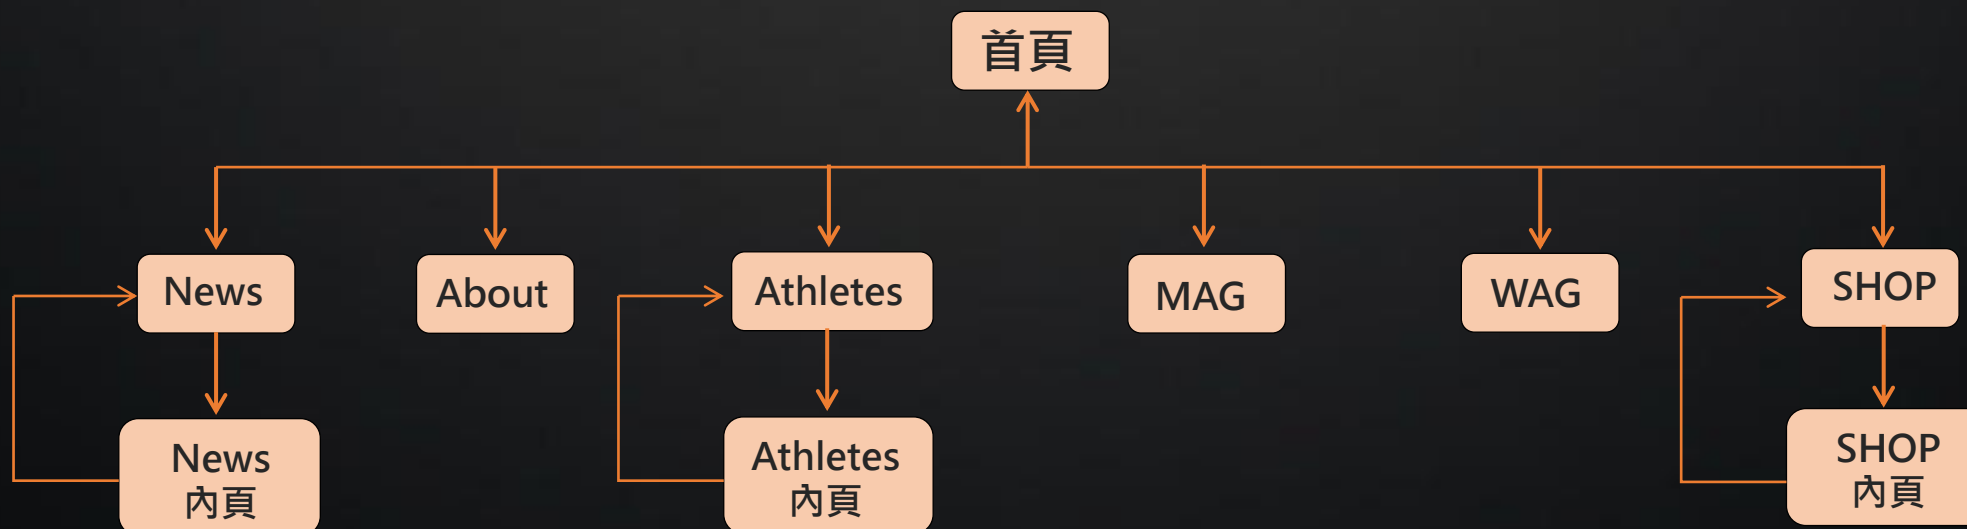 首頁
News
About
Athletes
MAG
WAG
SHOP
News
內頁
Athletes
內頁
SHOP
內頁